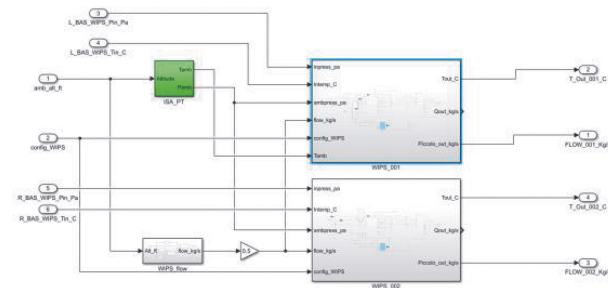 3
L_BAS_WIPS_Pin_Pa
4
L_BAS_WIPS_Tin_C
1
amb_alt_ft
Altitude
Tamb
Pamb
ISA_PT
2
config_WIPS
5
R_BAS_WIPS_Pin_Pa
6
R_BAS_WIPS_Tin_C
Alt_ft
flow_kg/s
WIPS_flow
0.5
inpress_pa
Intemp_C
ambpress_pa
flow_kg/s
config_WIPS
Tamb
Tout_C
Qout_kg/s
Piccolo_out_kg/s
WIPS_001
inpress_pa
Intemp_C
ambpress_pa
flow_kg/s
config_WIPS
Tout_C
Qout_kg/s
Piccolo_out_kg/s
WIPS_002
2
T_Out_001_C
1
FLOW_001_Kg/
4
T_Out_002_C
3
FLOW_002_Kg/